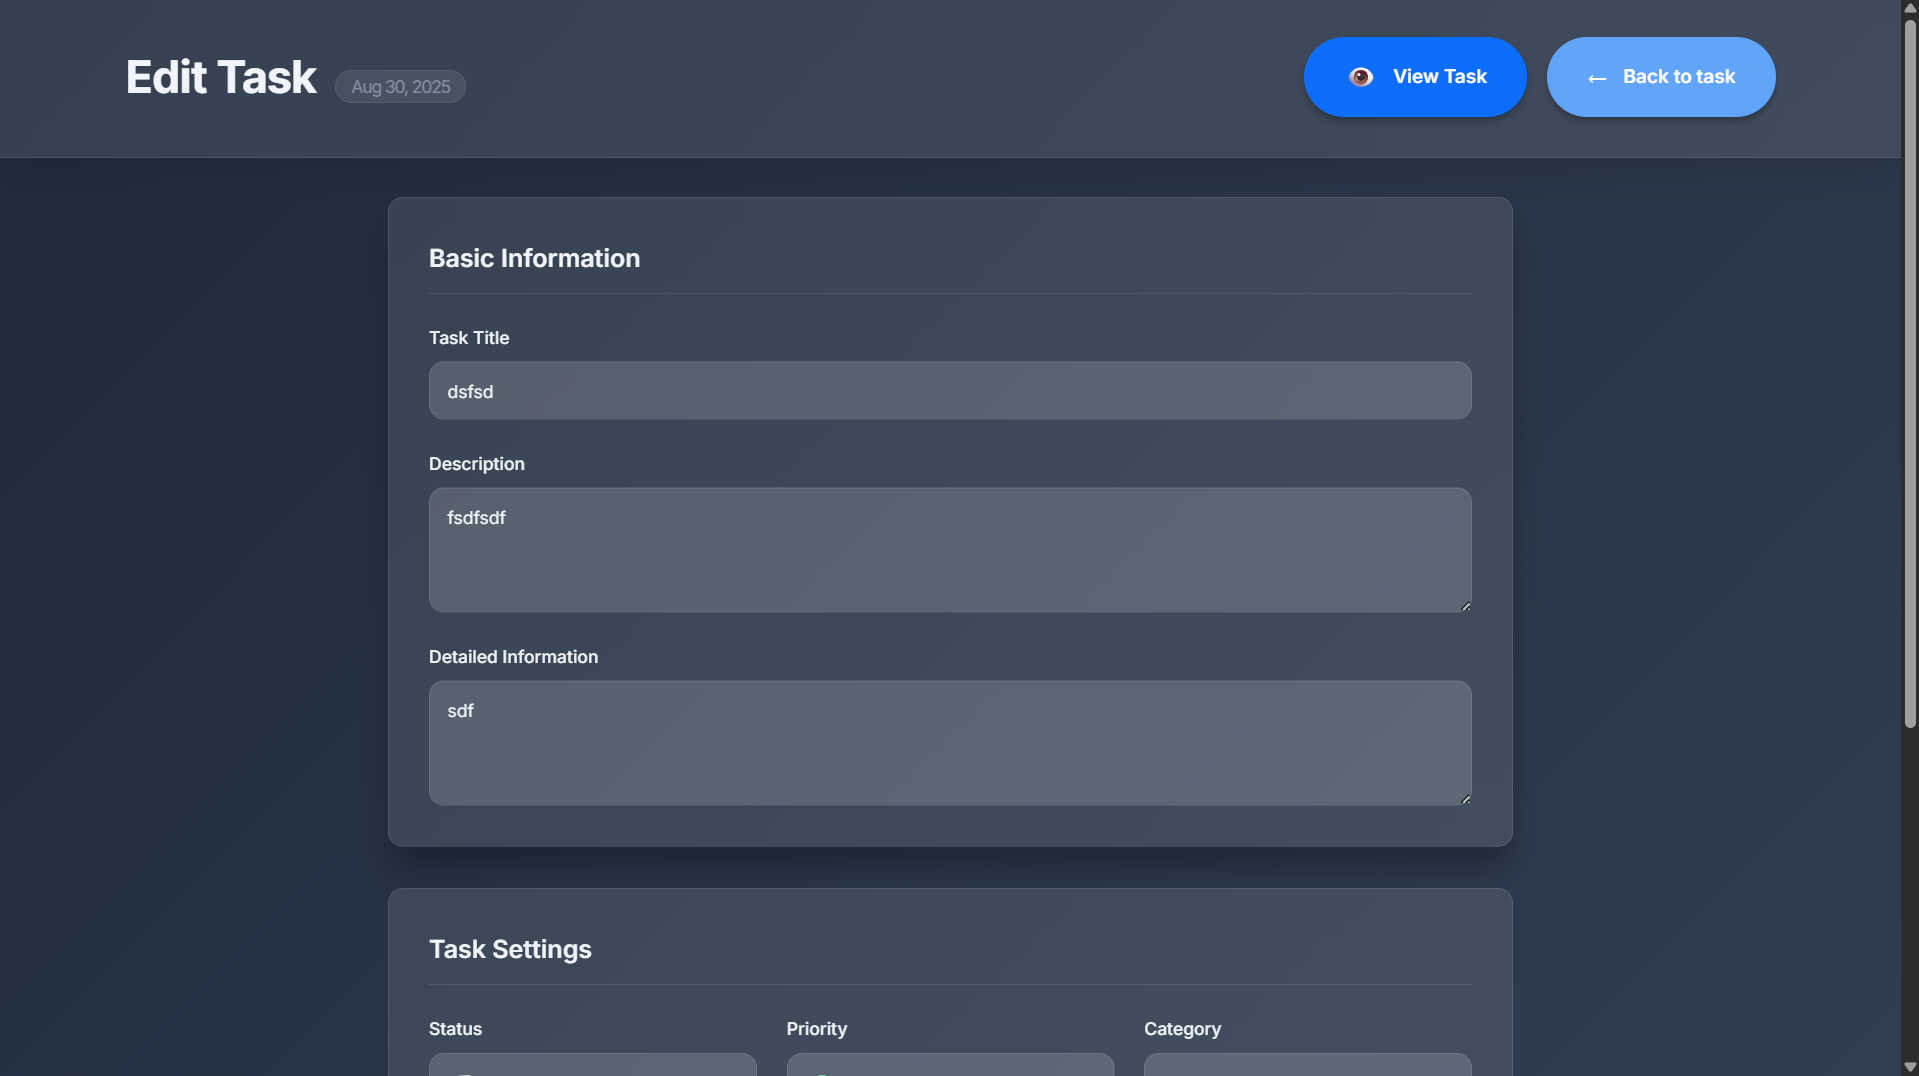 Edit Task Aug 30, 2025
View Task
← Back to task
Basic Information
Task Title
dsfsd
Description
fsdfsdf
Detailed Information
sdf
Task Settings
Status Priority Category